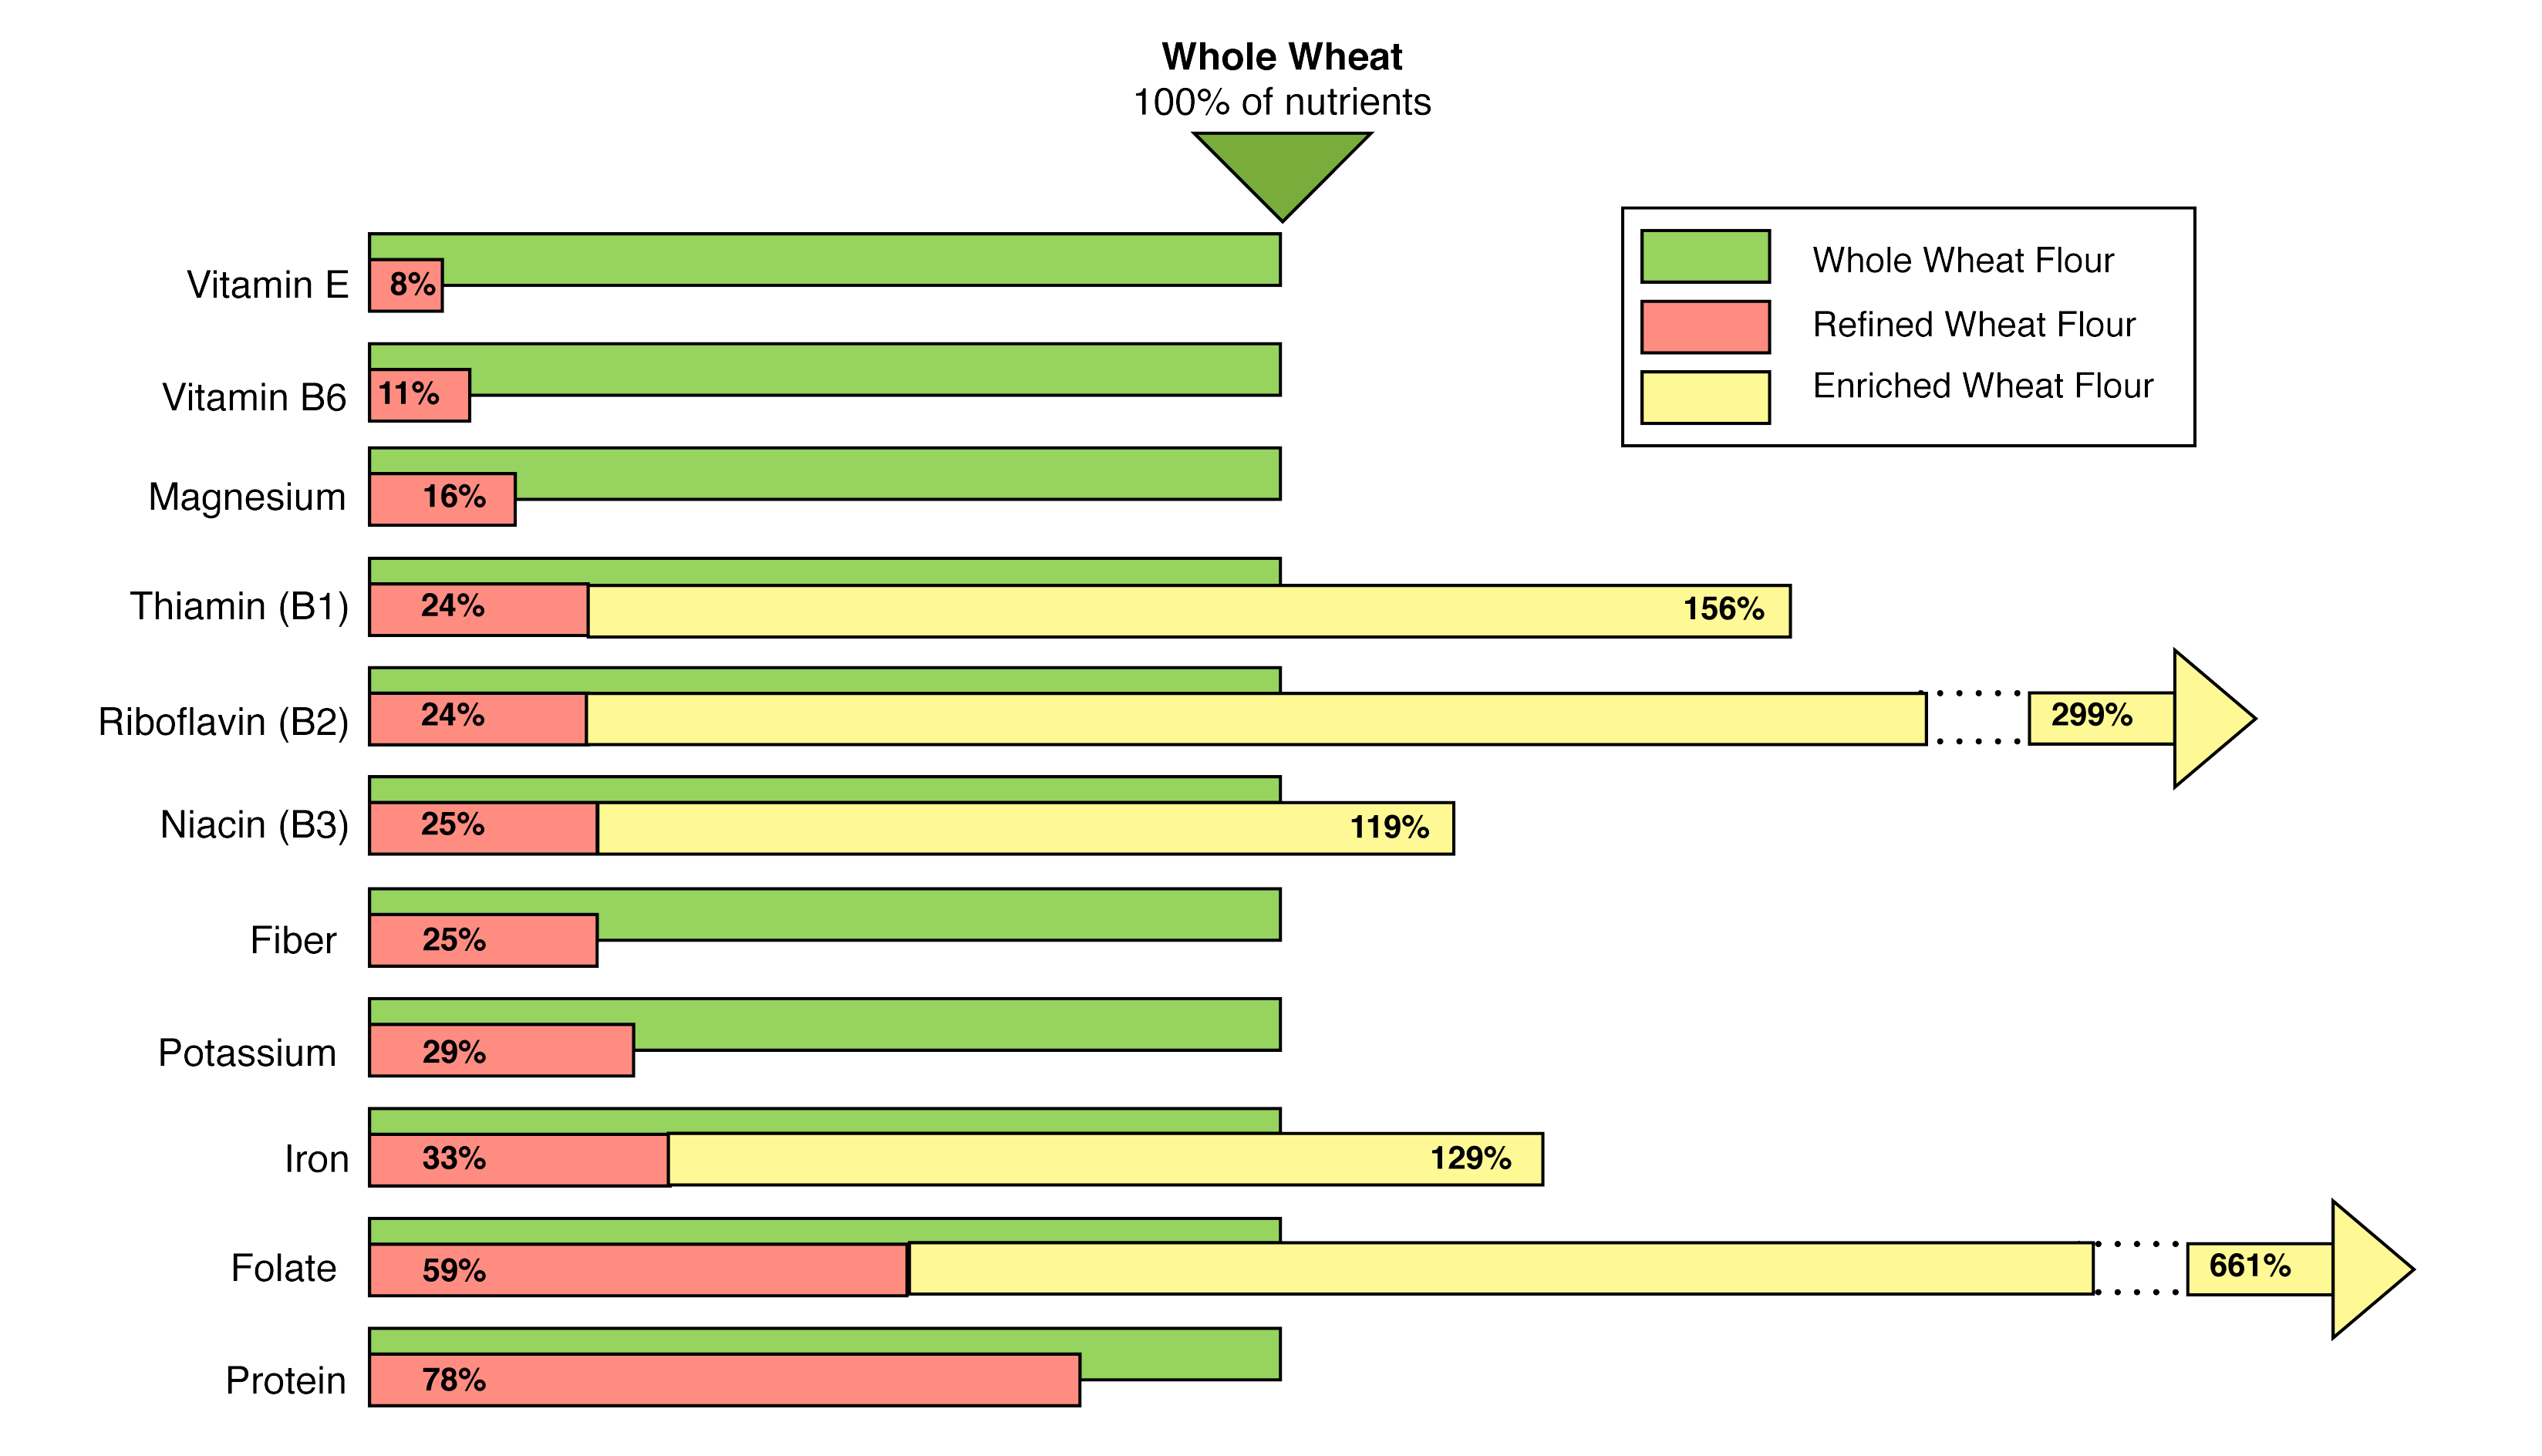 Whole Wheat
100% of nutrients
Whole Wheat Flour
Refined Wheat Flour
Enriched Wheat Flour
Vitamin E 8%
Vitamin B6 11%
Magnesium 16%
Thiamin (B1) 24% 156%
Riboflavin (B2) 24% 299%
Niacin (B3) 25% 119%
Fiber 25%
Potassium 29%
Iron 33% 129%
Folate 59% 661%
Protein 78%